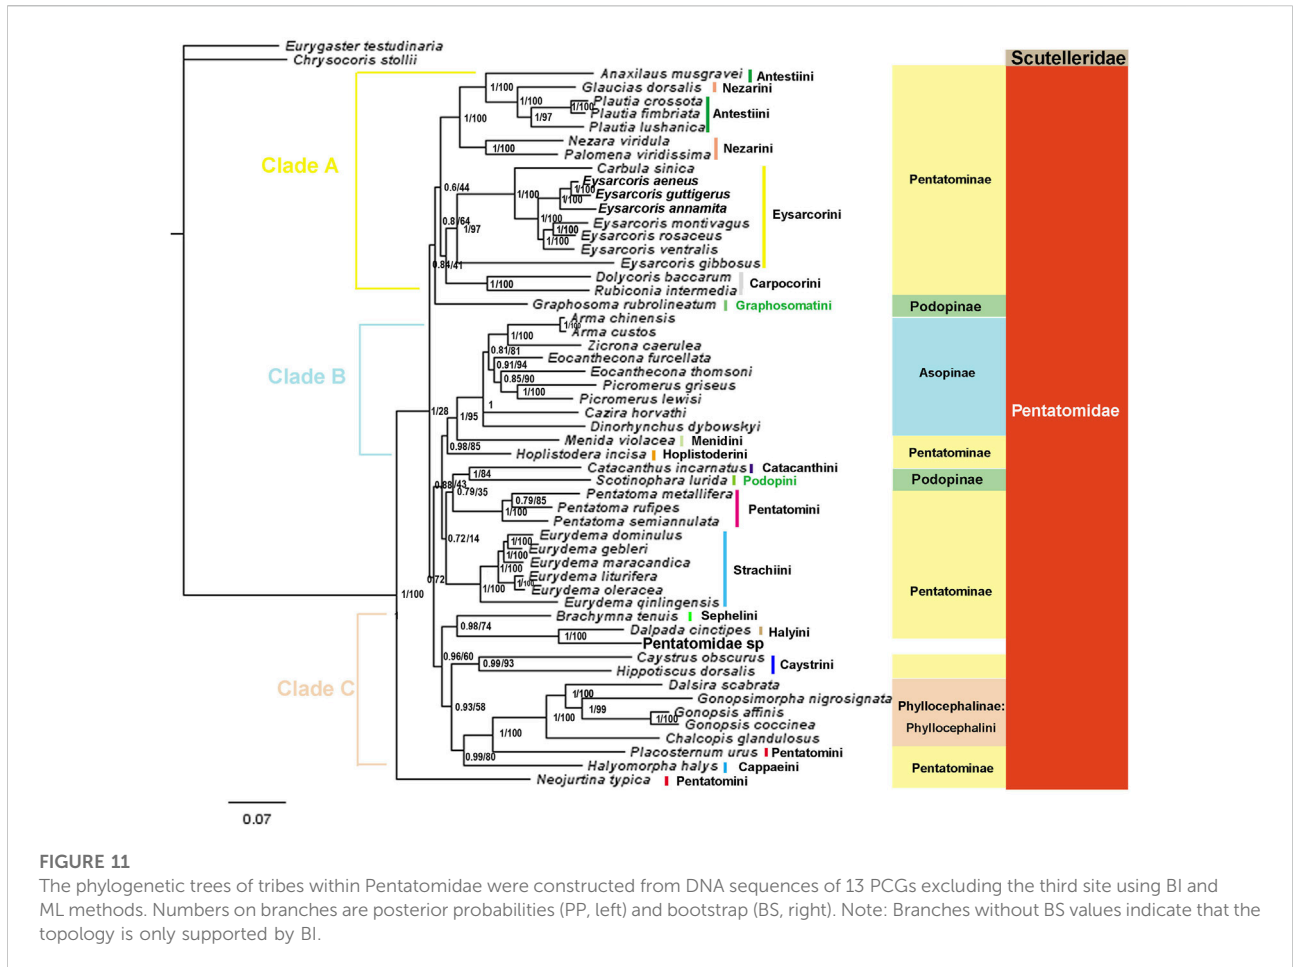 Eurygaster testudinaria
Chrysocoris stollii
Scutelleridae
Anaxilaus musgravei Antestiini
Glaucias dorsalis Nezarini
Plautia crossota
Plautia fimbriata Antestiini
Plautia lushanica
Nezara viridula
Palomena viridissima Nezarini
Carbula sinica
Eysarcoris aeneus
Eysarcoris guttigerus
Eysarcoris annamita
Eysarcorini
Eysarcoris montivagus
Eysarcoris rosaceus
Eysarcoris ventralis
Eysarcoris gibbosus
Dolycoris baccarum
Carpocorini
Rubiconia intermedia
Graphosoma rubrolineatum Graphosomatini
Arma chinensis
Arma custos
Zicrona caerulea
Eocanthecona furcellata
Eocanthecona thomsoni
Picromerus griseus
Picromerus lewisi
Cazira horvathi
Dinorhynchus dybowskyi
Menida violacea Menidini
Hoplistodera incisa Hoplistoderini
Catacanthus incarnatus Catacanthini
Scotinophara lurida Podopini
Pentatoma metallifera
Pentatoma rufipes Pentatomini
Pentatoma semiannulata
Eurydema dominulus
Eurydema gebleri
Eurydema maracandica
Strachiini
Eurydema liturifera
Eurydema oleracea
Eurydema qinlingensis
Brachymna tenuis Sephelini
Dalpada cinctipes Halyini
Pentatomidae sp
Caystrus obscurus
Caystrini
Hippotiscus dorsalis
Dalsira scabrata
Gonopsimorpha nigrosignata
Gonopsis affinis
Gonopsis coccinea
Chalcopis glandulosus
Placosternum urus Pentatomini
Halyomorpha halys Cappaeini
Neojurtina typica Pentatomini
Clade A
Clade B
Clade C
1/100
1/100
1/100
1/97
1/100
1/100
0.6/44
1/100
1/100
1/100
0.8/64
1/97
1/100
1/100
1/100
0.84/41
1/100
1/100
1/100
0.81/81
0.91/94
0.85/90
1/100
1
1/28
1/95
0.98/85
1/84
0.88/43
0.79/35
0.79/85
1/100
0.72/14
1/100
1/100
1/100
1/100
0.72
1/100
1/100
1
0.98/74
1/100
0.96/60
0.99/93
1/100
1/99
0.93/58
1/100
1/100
1/100
0.99/80
Pentatominae
Podopinae
Asopinae
Pentatominae
Podopinae
Pentatominae
Phyllocephalinae:
Phyllocephalini
Pentatominae
Pentatomidae
0.07
FIGURE 11
The phylogenetic trees of tribes within Pentatomidae were constructed from DNA sequences of 13 PCGs excluding the third site using BI and
ML methods. Numbers on branches are posterior probabilities (PP, left) and bootstrap (BS, right). Note: Branches without BS values indicate that the
topology is only supported by BI.